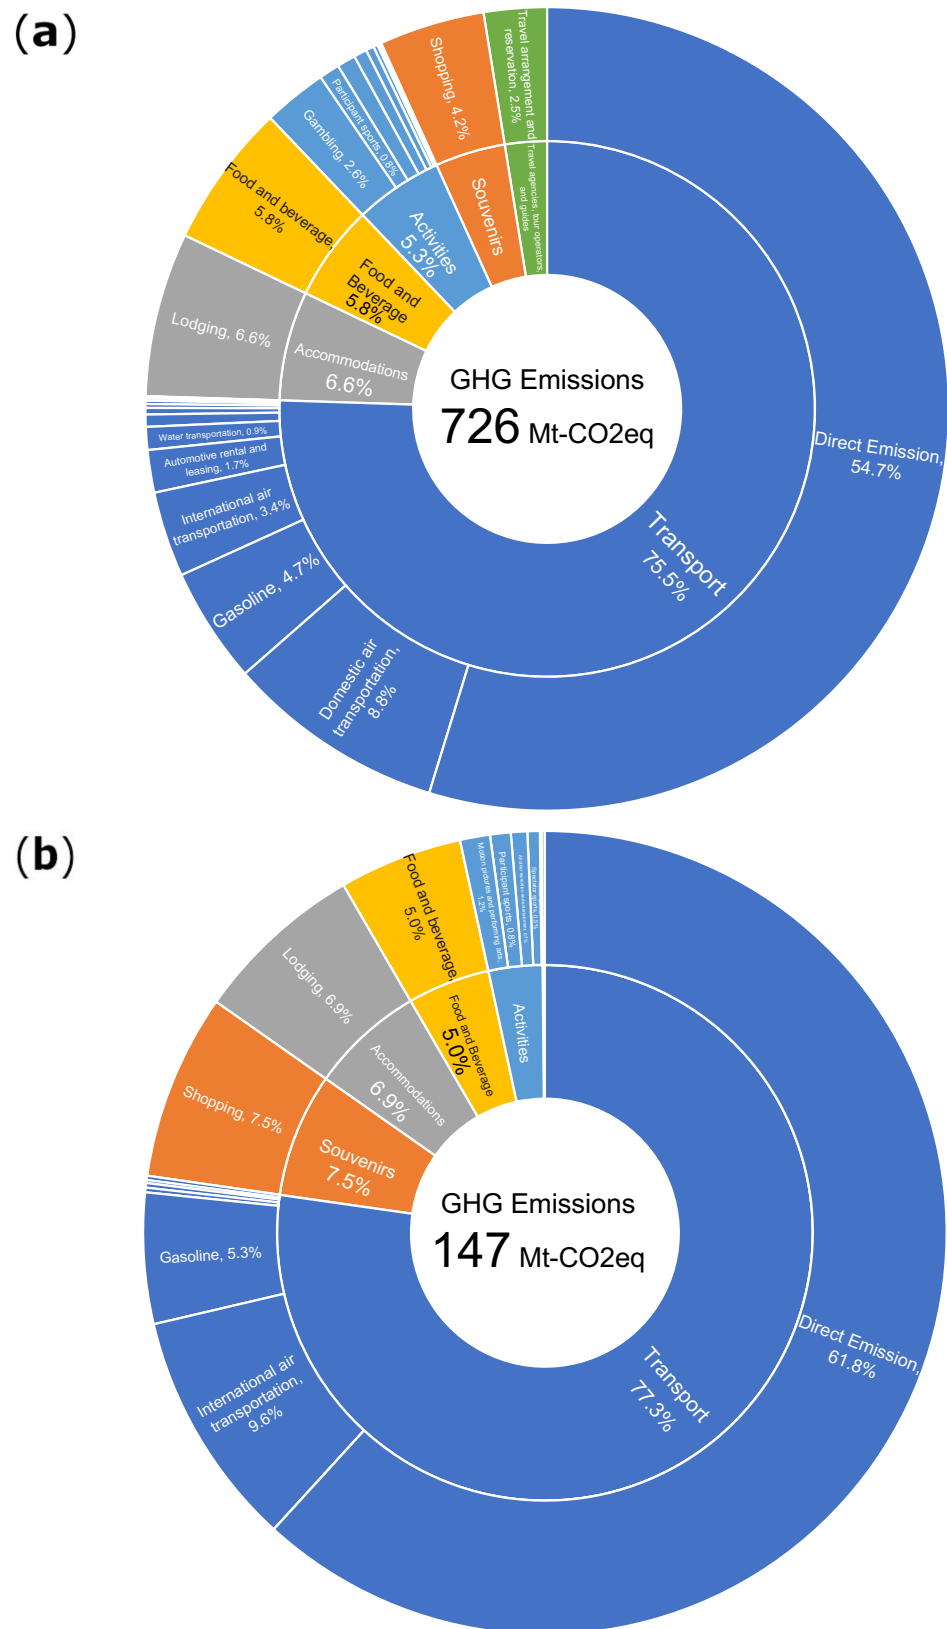 (a)
Travel arrangement and
reservation, 2.5%
Shopping, 4.2%
Participant sports, 0.8%
Gambling, 2.6%
Food and beverage,
5.8%
Lodging, 6.6%
Travel agencies, tour operators,
and guides
Souvenirs
Activities
5.3%
Food and
Beverage
5.8%
Accommodations
6.6%
GHG Emissions
726 Mt-CO2eq
Direct Emission,
54.7%
Transport
75.5%
Water transportation, 0.9%
Automotive rental and
leasing, 1.7%
International air
transportation, 3.4%
Gasoline, 4.7%
Domestic air
transportation,
8.8%
(b)
Food and beverage,
5.0%
Motion pictures and performing arts,
1.2%
Participant sports, 0.8%
Spectator sports, 0.5%
Lodging, 6.9%
Shopping, 7.5%
Activities
Food and Beverage
5.0%
Accommodations
6.9%
Souvenirs
7.5%
GHG Emissions
147 Mt-CO2eq
Gasoline, 5.3%
International air
transportation,
9.6%
Direct Emission,
61.8%
Transport
77.3%